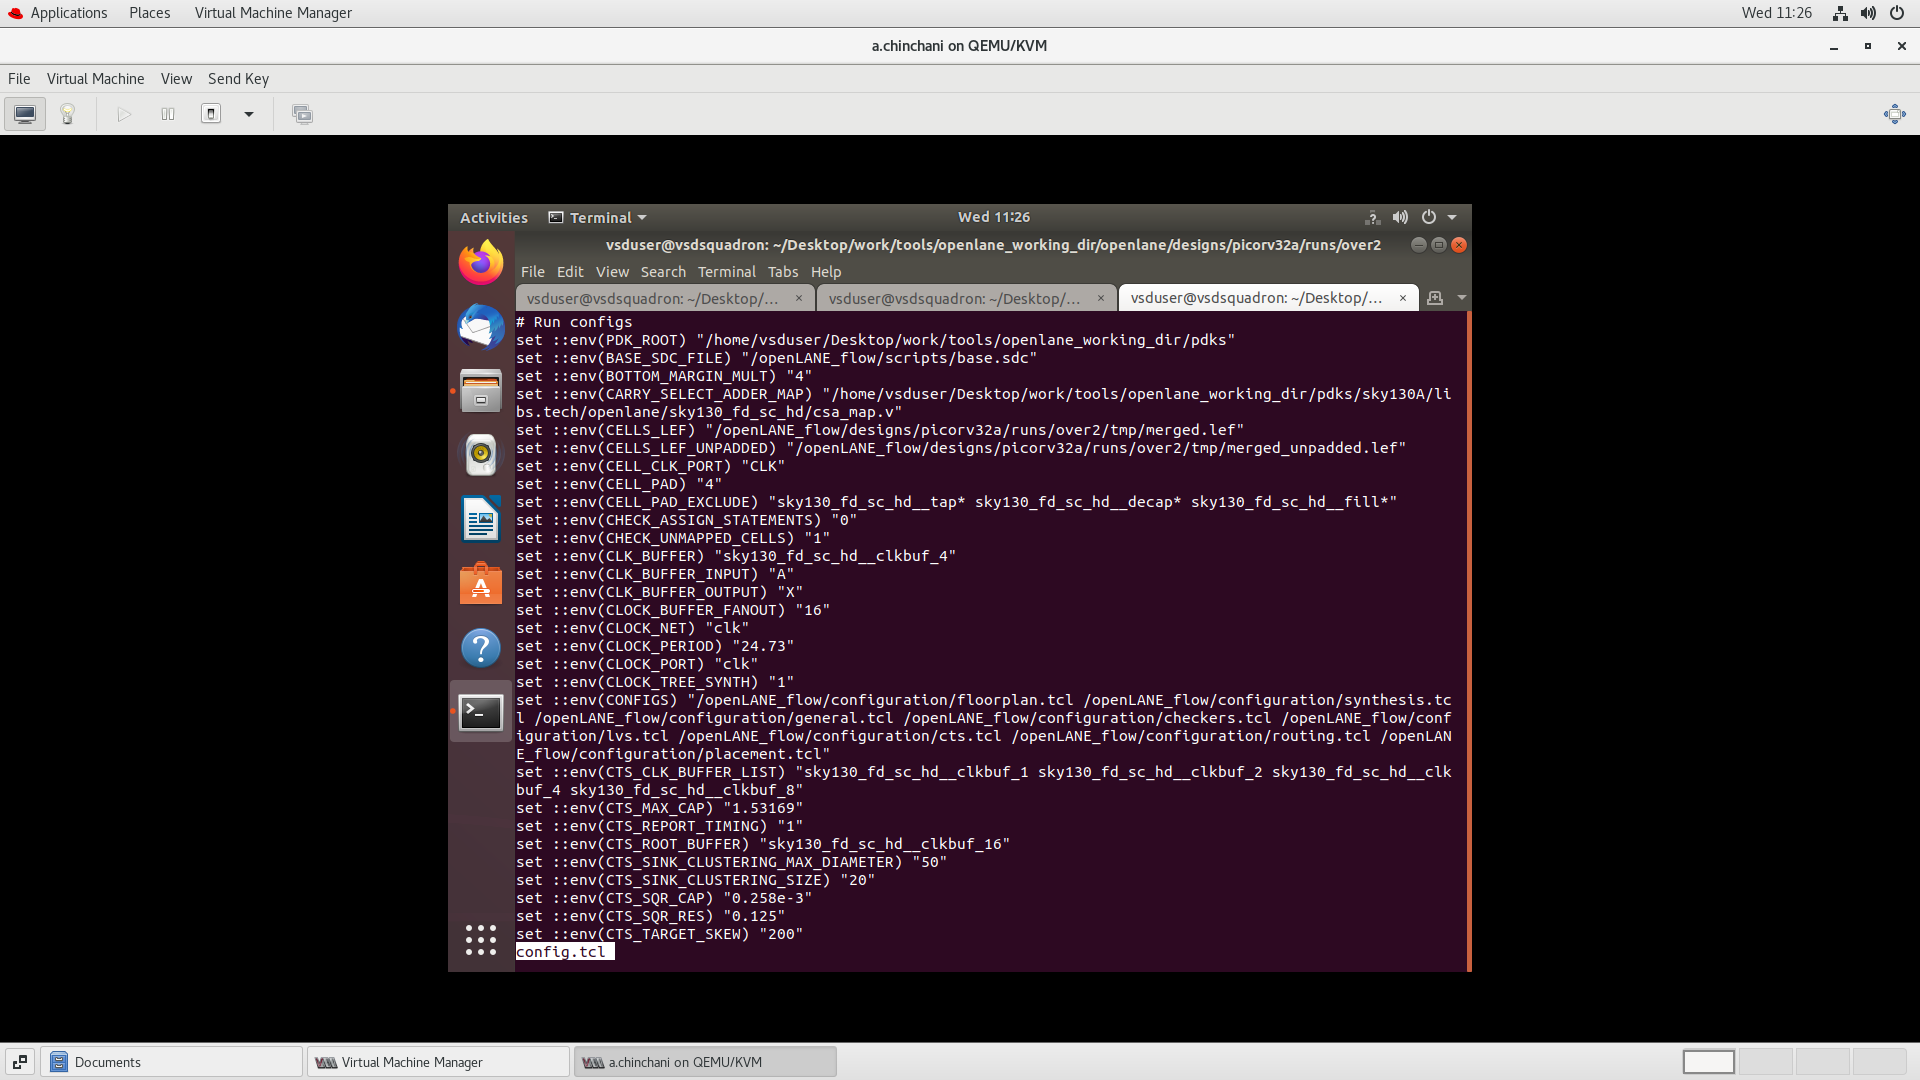 Applications Places Virtual Machine Manager Wed 11:26
a.chinchani on QEMU/KVM
File Virtual Machine View Send Key
Activities Terminal Wed 11:26
vsduser@vsdsquadron: ~/Desktop/work/tools/openlane_working_dir/openlane/designs/picorv32a/runs/over2
File Edit View Search Terminal Tabs Help
vsduser@vsdsquadron: ~/Desktop/... × vsduser@vsdsquadron: ~/Desktop/... × vsduser@vsdsquadron: ~/Desktop/... ×
# Run configs
set ::env(PDK_ROOT) "/home/vsduser/Desktop/work/tools/openlane_working_dir/pdks"
set ::env(BASE_SDC_FILE) "/openLANE_flow/scripts/base.sdc"
set ::env(BOTTOM_MARGIN_MULT) "4"
set ::env(CARRY_SELECT_ADDER_MAP) "/home/vsduser/Desktop/work/tools/openlane_working_dir/pdks/sky130A/li
bs.tech/openlane/sky130_fd_sc_hd/csa_map.v"
set ::env(CELLS_LEF) "/openLANE_flow/designs/picorv32a/runs/over2/tmp/merged.lef"
set ::env(CELLS_LEF_UNPADDED) "/openLANE_flow/designs/picorv32a/runs/over2/tmp/merged_unpadded.lef"
set ::env(CELL_CLK_PORT) "CLK"
set ::env(CELL_PAD) "4"
set ::env(CELL_PAD_EXCLUDE) "sky130_fd_sc_hd__tap* sky130_fd_sc_hd__decap* sky130_fd_sc_hd__fill*"
set ::env(CHECK_ASSIGN_STATEMENTS) "0"
set ::env(CHECK_UNMAPPED_CELLS) "1"
set ::env(CLK_BUFFER) "sky130_fd_sc_hd__clkbuf_4"
set ::env(CLK_BUFFER_INPUT) "A"
set ::env(CLK_BUFFER_OUTPUT) "X"
set ::env(CLOCK_BUFFER_FANOUT) "16"
set ::env(CLOCK_NET) "clk"
set ::env(CLOCK_PERIOD) "24.73"
set ::env(CLOCK_PORT) "clk"
set ::env(CLOCK_TREE_SYNTH) "1"
set ::env(CONFIGS) "/openLANE_flow/configuration/floorplan.tcl /openLANE_flow/configuration/synthesis.tc
l /openLANE_flow/configuration/general.tcl /openLANE_flow/configuration/checkers.tcl /openLANE_flow/conf
iguration/lvs.tcl /openLANE_flow/configuration/cts.tcl /openLANE_flow/configuration/routing.tcl /openLAN
E_flow/configuration/placement.tcl"
set ::env(CTS_CLK_BUFFER_LIST) "sky130_fd_sc_hd__clkbuf_1 sky130_fd_sc_hd__clkbuf_2 sky130_fd_sc_hd__clk
buf_4 sky130_fd_sc_hd__clkbuf_8"
set ::env(CTS_MAX_CAP) "1.53169"
set ::env(CTS_REPORT_TIMING) "1"
set ::env(CTS_ROOT_BUFFER) "sky130_fd_sc_hd__clkbuf_16"
set ::env(CTS_SINK_CLUSTERING_MAX_DIAMETER) "50"
set ::env(CTS_SINK_CLUSTERING_SIZE) "20"
set ::env(CTS_SQR_CAP) "0.258e-3"
set ::env(CTS_SQR_RES) "0.125"
set ::env(CTS_TARGET_SKEW) "200"
config.tcl
Documents Virtual Machine Manager a.chinchani on QEMU/KVM